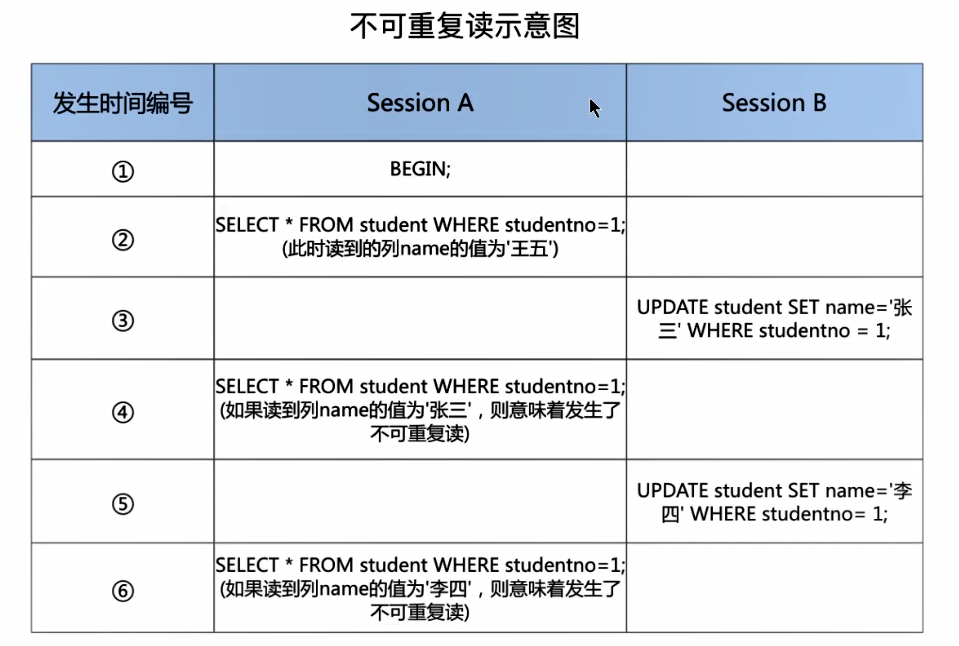 不可重复读示意图
发生时间编号 Session A Session B
① BEGIN;
② SELECT * FROM student WHERE studentno=1;
(此时读到的列name的值为'王五')
③ UPDATE student SET name='张
三' WHERE studentno = 1;
④ SELECT * FROM student WHERE studentno=1;
(如果读到列name的值为'张三'，则意味着发生了
不可重复读)
⑤ UPDATE student SET name='李
四' WHERE studentno= 1;
⑥ SELECT * FROM student WHERE studentno=1;
(如果读到列name的值为'李四'，则意味着发生了
不可重复读)